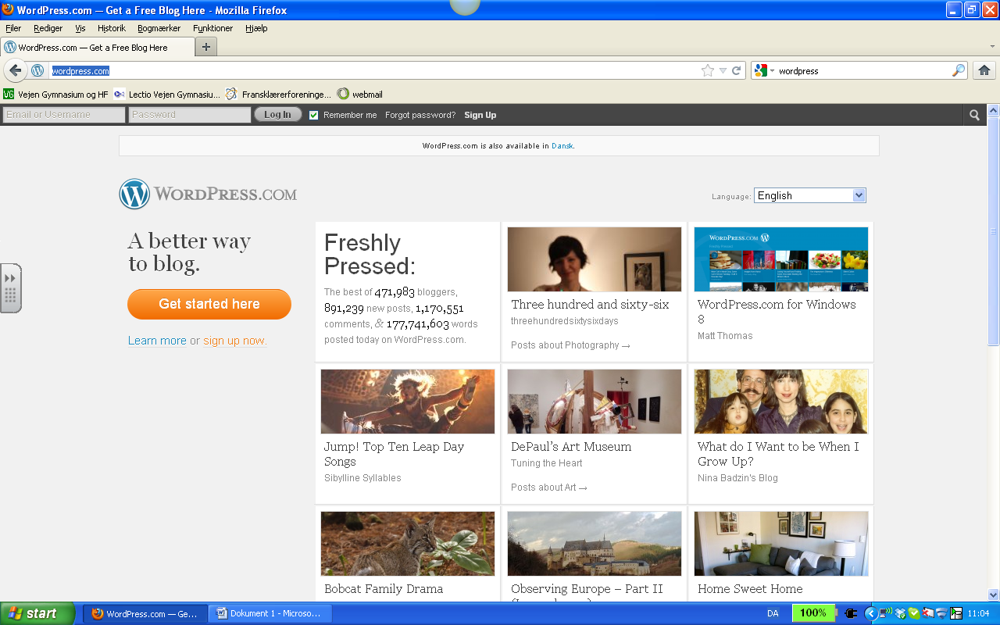 WordPress.com — Get a Free Blog Here - Mozilla Firefox
Filer Rediger Vis Historik Bogmærker Funktioner Hjælp
WordPress.com — Get a Free Blog Here
wordpress.com
wordpress
Vejen Gymnasium og HF Lectio Vejen Gymnasiu... Fransklærerforeninge... webmail
Email or Username Password Log In Remember me Forgot password? Sign Up
WordPress.com is also available in Dansk.
WORDPRESS.COM
Language: English
A better way
to blog.
Get started here
Learn more or sign up now.
Freshly
Pressed:
The best of 471,983 bloggers,
891,239 new posts, 1,170,551
comments, & 177,741,603 words
posted today on WordPress.com.
Three hundred and sixty-six
threehundredsixtysixdays
Posts about Photography →
WORDPRESS.COM
Freshly Pressed
WordPress.com for Windows
8
Matt Thomas
Jump! Top Ten Leap Day
Songs
Sibylline Syllables
DePaul's Art Museum
Tuning the Heart
Posts about Art →
What do I Want to be When I
Grow Up?
Nina Badzin's Blog
Bobcat Family Drama
Observing Europe – Part II
Home Sweet Home
start
WordPress.com — Ge...
Dokument 1 - Microso...
DA
100%
11:04